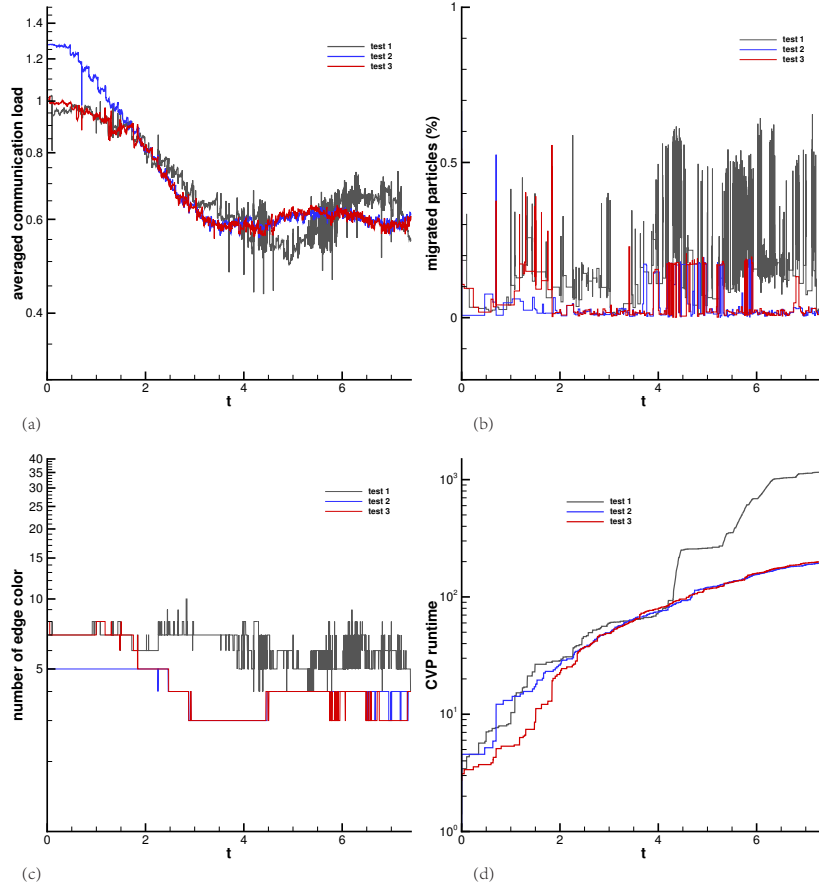 1.4
1.2
1
0.8
0.6
0.4
averaged communication load
test 1
test 2
test 3
0 2 4 6
t
(a)
1
0.5
0
migrated particles (%)
test 1
test 2
test 3
0 2 4 6
t
(b)
40
35
30
25
20
15
10
5
number of edge color
test 1
test 2
test 3
0 2 4 6
t
(c)
10³
10²
10¹
10⁰
CVP runtime
test 1
test 2
test 3
0 2 4 6
t
(d)